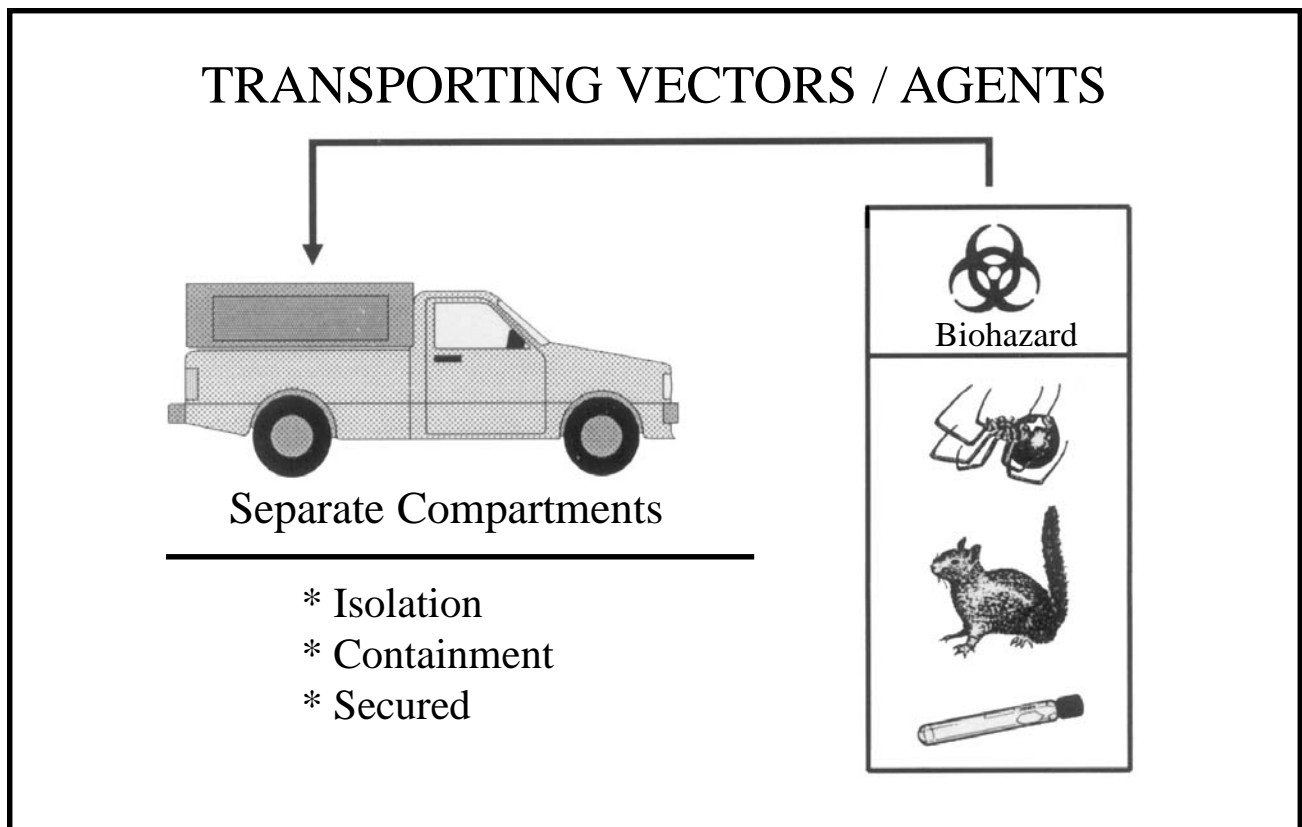 TRANSPORTING VECTORS / AGENTS
Biohazard
Separate Compartments
* Isolation
* Containment
* Secured